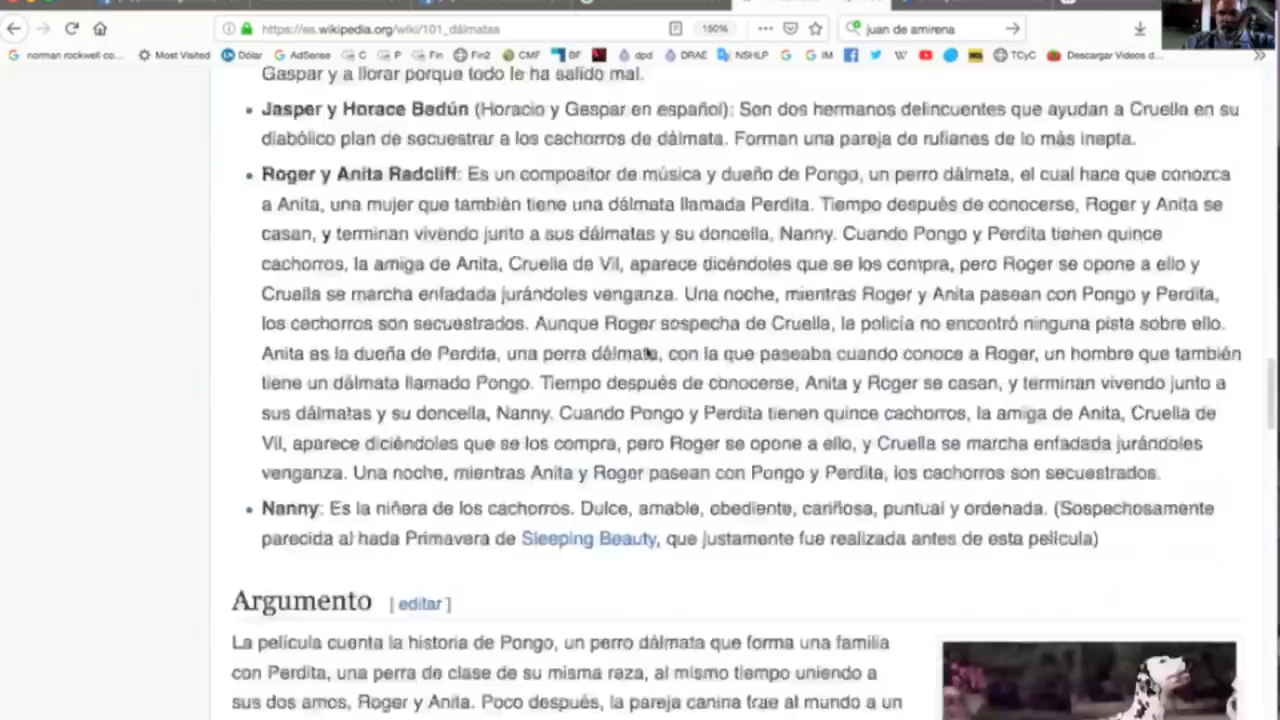 https://es.wikipedia.org/wiki/101_dálmatas
150%
juan de amirena
norman rockwell co...
Most Visited
Dólar
AdSense
C
P
Fin
Fin2
CMF
BF
dpd
DRAE
NSHLP
G
IM
W
TCyC
Descargar Videos d...
Gaspar y a llorar porque todo le ha salido mal.
Jasper y Horace Badún (Horacio y Gaspar en español): Son dos hermanos delincuentes que ayudan a Cruella en su
diabólico plan de secuestrar a los cachorros de dálmata. Forman una pareja de rufianes de lo más inepta.
Roger y Anita Radcliff: Es un compositor de música y dueño de Pongo, un perro dálmata, el cual hace que conozca
a Anita, una mujer que también tiene una dálmata llamada Perdita. Tiempo después de conocerse, Roger y Anita se
casan, y terminan viviendo junto a sus dálmatas y su doncella, Nanny. Cuando Pongo y Perdita tienen quince
cachorros, la amiga de Anita, Cruella de Vil, aparece dicéndoles que se los compra, pero Roger se opone a ello y
Cruella se marcha enfadada jurándoles venganza. Una noche, mientras Roger y Anita pasean con Pongo y Perdita,
los cachorros son secuestrados. Aunque Roger sospecha de Cruella, la policía no encontró ninguna pista sobre ello.
Anita es la dueña de Perdita, una perra dálmata, con la que paseaba cuando conoce a Roger, un hombre que también
tiene un dálmata llamado Pongo. Tiempo después de conocerse, Anita y Roger se casan, y terminan viviendo junto a
sus dálmatas y su doncella, Nanny. Cuando Pongo y Perdita tienen quince cachorros, la amiga de Anita, Cruella de
Vil, aparece diciéndoles que se los compra, pero Roger se opone a ello, y Cruella se marcha enfadada jurándoles
venganza. Una noche, mientras Anita y Roger pasean con Pongo y Perdita, los cachorros son secuestrados.
Nanny: Es la niñera de los cachorros. Dulce, amable, obediente, cariñosa, puntual y ordenada. (Sospechosamente
parecida al hada Primavera de Sleeping Beauty, que justamente fue realizada antes de esta película)
Argumento [ editar ]
La película cuenta la historia de Pongo, un perro dálmata que forma una familia
con Perdita, una perra de clase de su misma raza, al mismo tiempo uniendo a
sus dos amos, Roger y Anita. Poco después, la pareja canina trae al mundo a un